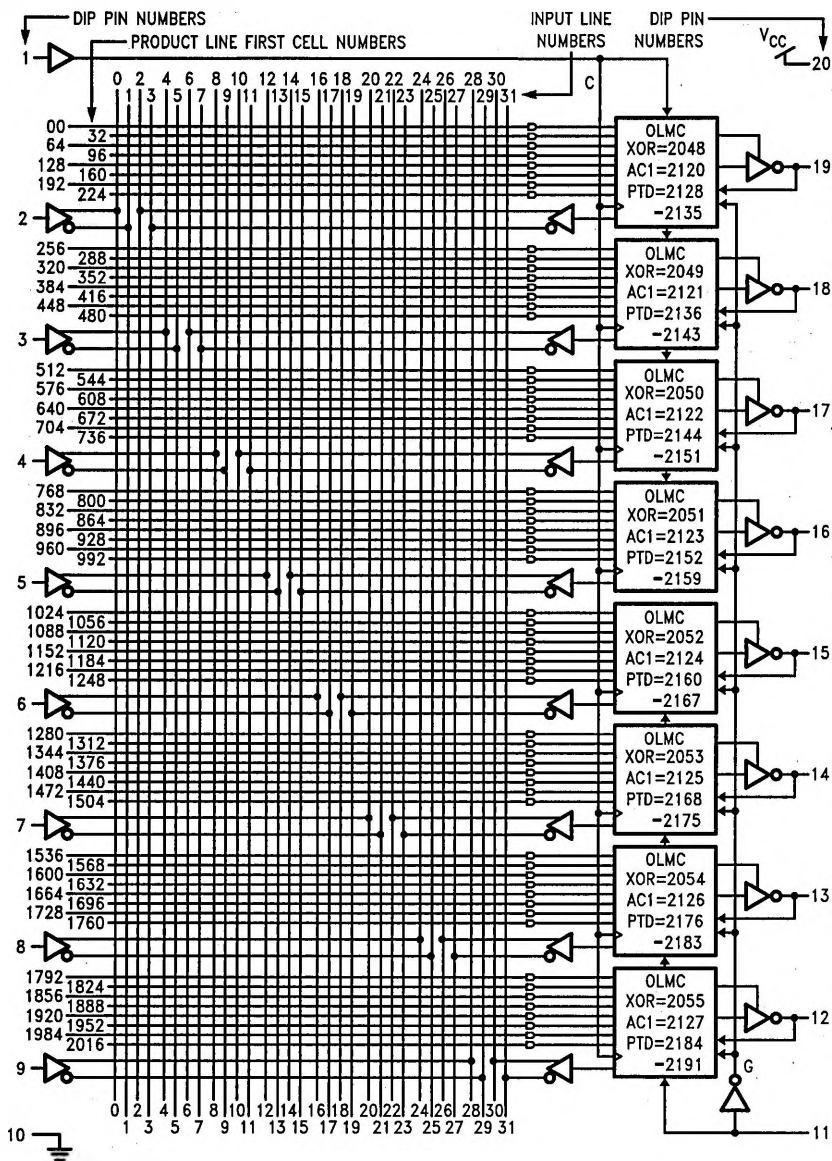 DIP PIN NUMBERS
PRODUCT LINE FIRST CELL NUMBERS
INPUT LINE NUMBERS
DIP PIN NUMBERS
VCC
1
20
0 2 4 6 8 10 12 14 16 18 20 22 24 26 28 30
1 3 5 7 9 11 13 15 17 19 21 23 25 27 29 31
C
00
32
64
96
128
160
192
224
2
OLMC
XOR=2048
AC1=2120
PTD=2128
-2135
19
256
288
320
352
384
416
448
480
3
OLMC
XOR=2049
AC1=2121
PTD=2136
-2143
18
512
544
576
608
640
672
704
736
4
OLMC
XOR=2050
AC1=2122
PTD=2144
-2151
17
768
800
832
864
896
928
960
992
5
OLMC
XOR=2051
AC1=2123
PTD=2152
-2159
16
1024
1056
1088
1120
1152
1184
1216
1248
6
OLMC
XOR=2052
AC1=2124
PTD=2160
-2167
15
1280
1312
1344
1376
1408
1440
1472
1504
7
OLMC
XOR=2053
AC1=2125
PTD=2168
-2175
14
1536
1568
1600
1632
1664
1696
1728
1760
8
OLMC
XOR=2054
AC1=2126
PTD=2176
-2183
13
1792
1824
1856
1888
1920
1952
1984
2016
9
OLMC
XOR=2055
AC1=2127
PTD=2184
-2191
12
G
0 2 4 6 8 10 12 14 16 18 20 22 24 26 28 30
1 3 5 7 9 11 13 15 17 19 21 23 25 27 29 31
10
11